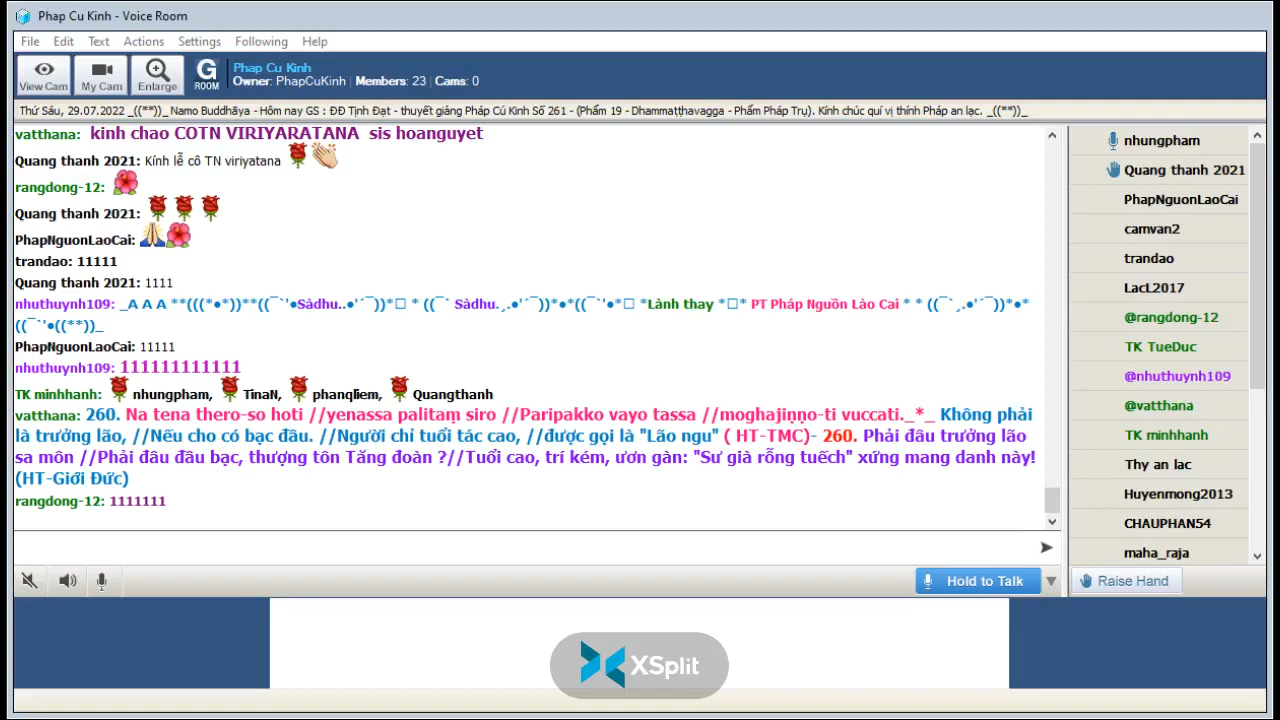 Phap Cu Kinh - Voice Room
File Edit Text Actions Settings Following Help
View Cam My Cam Enlarge G ROOM
Phap Cu Kinh
Owner: PhapCuKinh | Members: 23 | Cams: 0
Thứ Sáu, 29.07.2022 _((**))_ Namo Buddhāya - Hôm nay GS : ĐĐ Tịnh Đạt - thuyết giảng Pháp Cú Kinh Số 261 - (Phẩm 19 - Dhammaṭṭhavagga - Phẩm Pháp Trụ). Kính chúc quí vị thính Pháp an lạc. _((**))_
vatthana: kinh chao COTN VIRIYARATANA sis hoanguyet
Quang thanh 2021: Kính lễ cô TN viriyatana
rangdong-12:
Quang thanh 2021:
PhapNguonLaoCai:
trandao: 11111
Quang thanh 2021: 1111
nhuthuynh109: _A A A **(((*●*))**((¯`'●Sàdhu..●'´¯))*□ * ((¯` Sàdhu.¸.●'´¯))*●*((¯`'●*□ *Lành thay *□* PT Pháp Nguồn Lào Cai * * ((¯`¸.●'´¯))*●*
((¯`'●((**))_
PhapNguonLaoCai: 11111
nhuthuynh109: 111111111111
TK minhhanh: nhungpham, TinaN, phanqliem, Quangthanh
vatthana: 260. Na tena thero-so hoti //yenassa palitaṃ siro //Paripakko vayo tassa //moghajiṇṇo-ti vuccati._*_ Không phải
là trưởng lão, //Nếu cho có bạc đầu. //Người chỉ tuổi tác cao, //được gọi là "Lão ngu" ( HT-TMC)- 260. Phải đâu trưởng lão
sa môn //Phải đâu đầu bạc, thượng tôn Tăng đoàn ?//Tuổi cao, trí kém, ươn gàn: "Sư già rỗng tuếch" xứng mang danh này!
(HT-Giới Đức)
rangdong-12: 1111111
nhungpham
Quang thanh 2021
PhapNguonLaoCai
camvan2
trandao
LacL2017
@rangdong-12
TK TueDuc
@nhuthuynh109
@vatthana
TK minhhanh
Thy an lac
Huyenmong2013
CHAUPHAN54
maha_raja
Hold to Talk
Raise Hand
XSplit